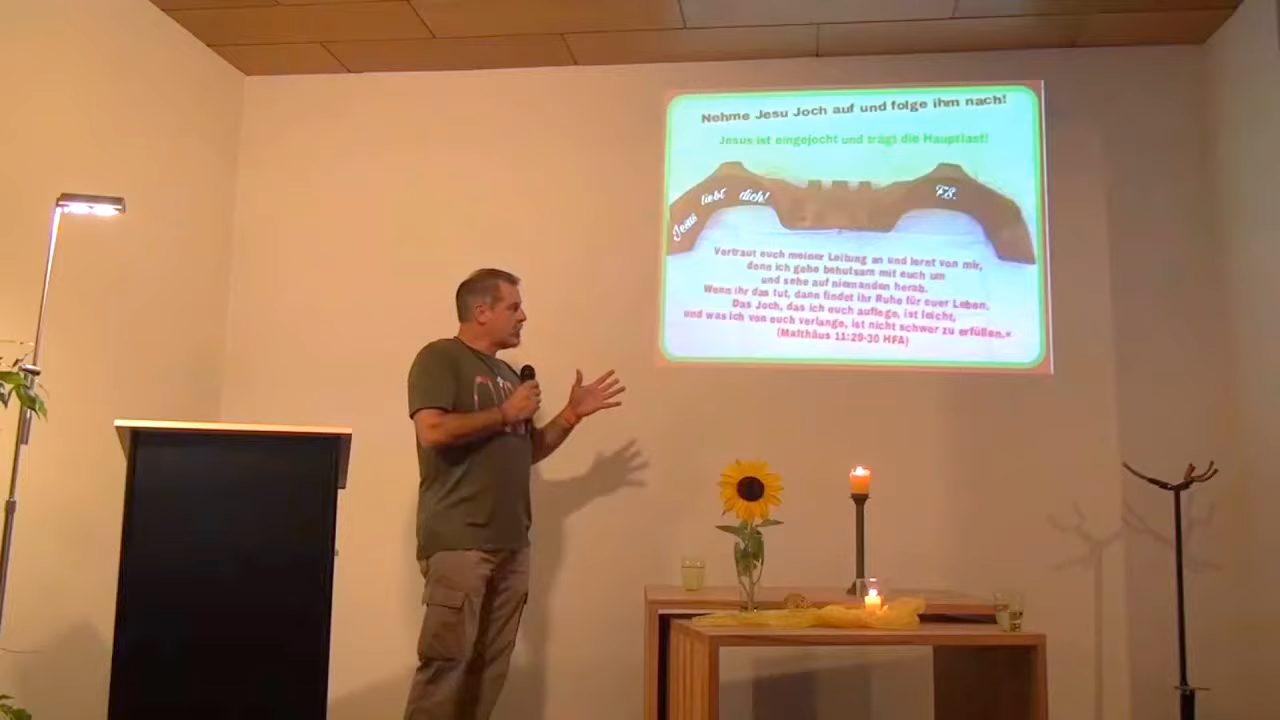 Nehme Jesu Joch auf und folge ihm nach!
Jesus ist eingejocht und trägt die Hauptlast!
Jesus liebt dich!
FS.
Vertraut euch meiner Leitung an und lernt von mir,
denn ich gehe behutsam mit euch um
und sehe auf niemanden herab.
Wenn ihr das tut, dann findet ihr Ruhe für euer Leben.
Das Joch, das ich euch auflege, ist leicht,
und was ich von euch verlange, ist nicht schwer zu erfüllen.«
(Matthäus 11:29-30 HFA)